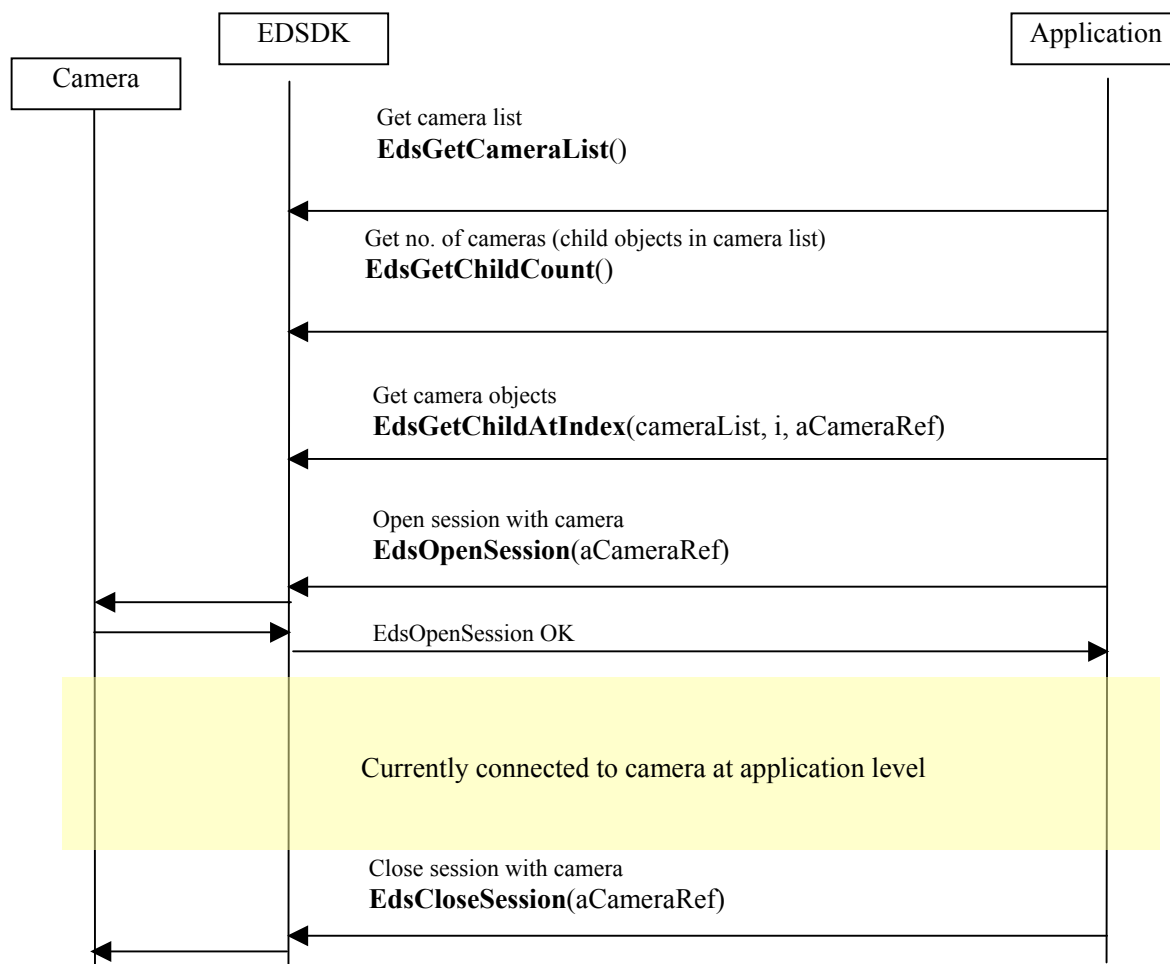 EDSDK
Application
Camera
Get camera list
EdsGetCameraList()
Get no. of cameras (child objects in camera list)
EdsGetChildCount()
Get camera objects
EdsGetChildAtIndex(cameraList, i, aCameraRef)
Open session with camera
EdsOpenSession(aCameraRef)
EdsOpenSession OK
Currently connected to camera at application level
Close session with camera
EdsCloseSession(aCameraRef)